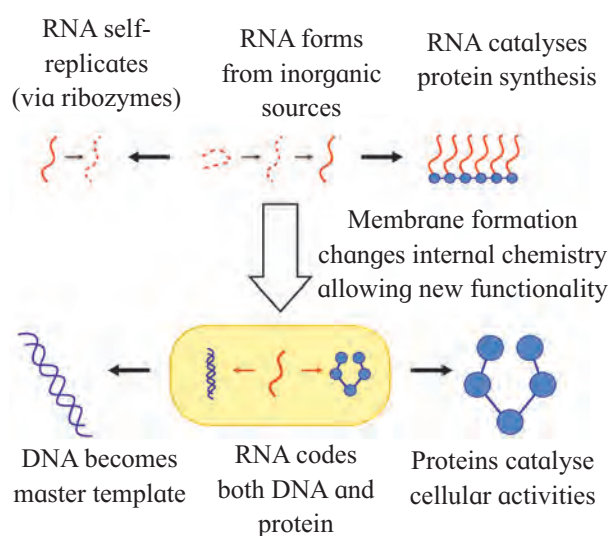 RNA self-
replicates
(via ribozymes)
RNA forms
from inorganic
sources
RNA catalyses
protein synthesis
Membrane formation
changes internal chemistry
allowing new functionality
DNA becomes
master template
RNA codes
both DNA and
protein
Proteins catalyse
cellular activities